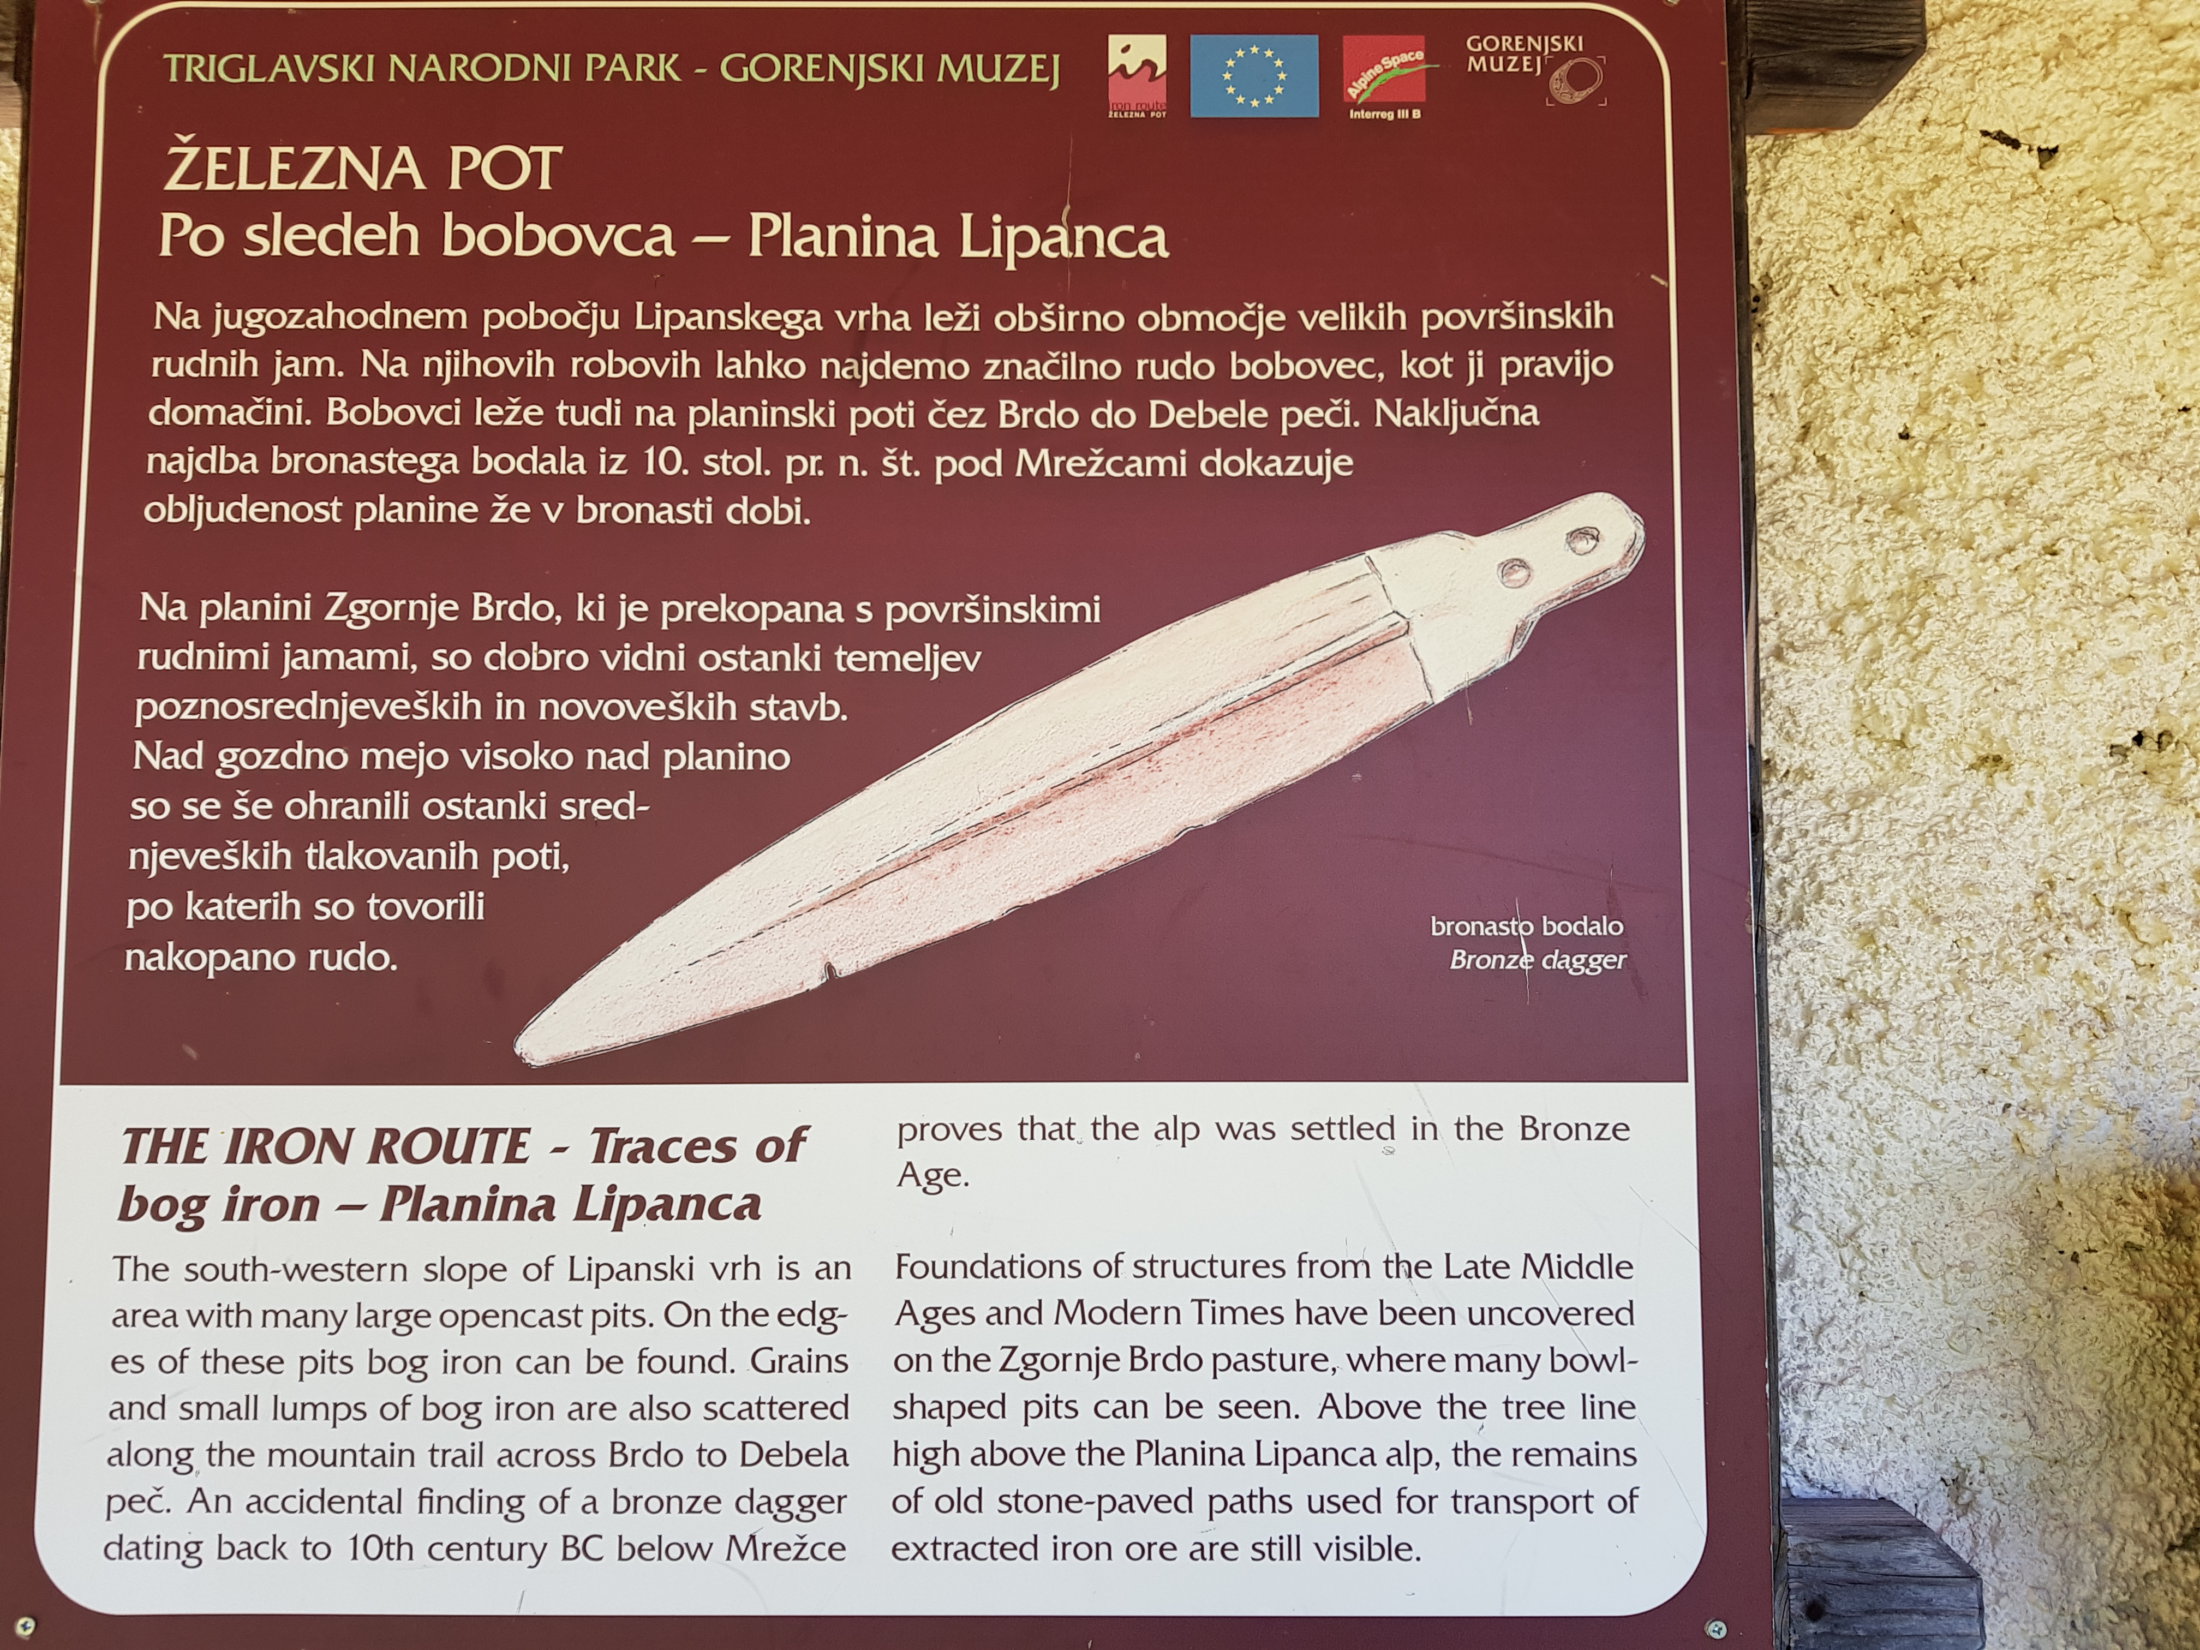 TRIGLAVSKI NARODNI PARK - GORENJSKI MUZEJ
iron route
ŽELEZNA POT
AlpineSpace
Interreg III B
GORENJSKI
MUZEJ
ŽELEZNA POT
Po sledeh bobovca – Planina Lipanca
Na jugozahodnem pobočju Lipanskega vrha leži obširno območje velikih površinskih
rudnih jam. Na njihovih robovih lahko najdemo značilno rudo bobovec, kot ji pravijo
domačini. Bobovci leže tudi na planinski poti čez Brdo do Debele peči. Naključna
najdba bronastega bodala iz 10. stol. pr. n. št. pod Mrežcami dokazuje
obljudenost planine že v bronasti dobi.
Na planini Zgornje Brdo, ki je prekopana s površinskimi
rudnimi jamami, so dobro vidni ostanki temeljev
poznosrednjeveških in novoveških stavb.
Nad gozdno mejo visoko nad planino
so se še ohranili ostanki sred-
njeveških tlakovanih poti,
po katerih so tovorili
nakopano rudo.
bronasto bodalo
Bronze dagger
THE IRON ROUTE - Traces of
bog iron – Planina Lipanca
The south-western slope of Lipanski vrh is an
area with many large opencast pits. On the edg-
es of these pits bog iron can be found. Grains
and small lumps of bog iron are also scattered
along the mountain trail across Brdo to Debela
peč. An accidental finding of a bronze dagger
dating back to 10th century BC below Mrežce
proves that the alp was settled in the Bronze
Age.
Foundations of structures from the Late Middle
Ages and Modern Times have been uncovered
on the Zgornje Brdo pasture, where many bowl-
shaped pits can be seen. Above the tree line
high above the Planina Lipanca alp, the remains
of old stone-paved paths used for transport of
extracted iron ore are still visible.